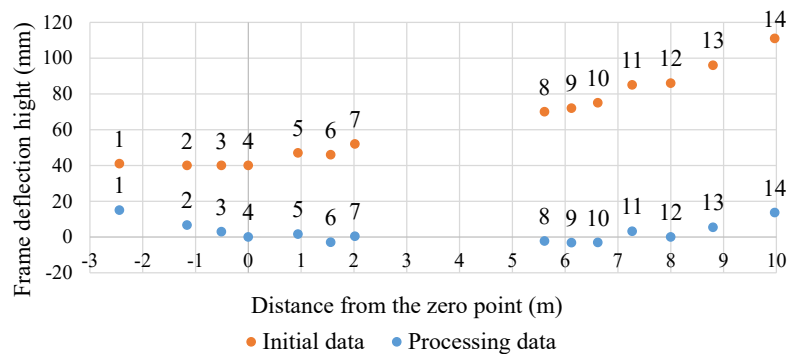 Frame deflection hight (mm)
120
100
80
60
40
20
0
-20
1 2 3 4 5 6 7 8 9 10 11 12 13 14
1 2 3 4 5 6 7 8 9 10 11 12 13 14
-3 -2 -1 0 1 2 3 4 5 6 7 8 9 10
Distance from the zero point (m)
Initial data Processing data